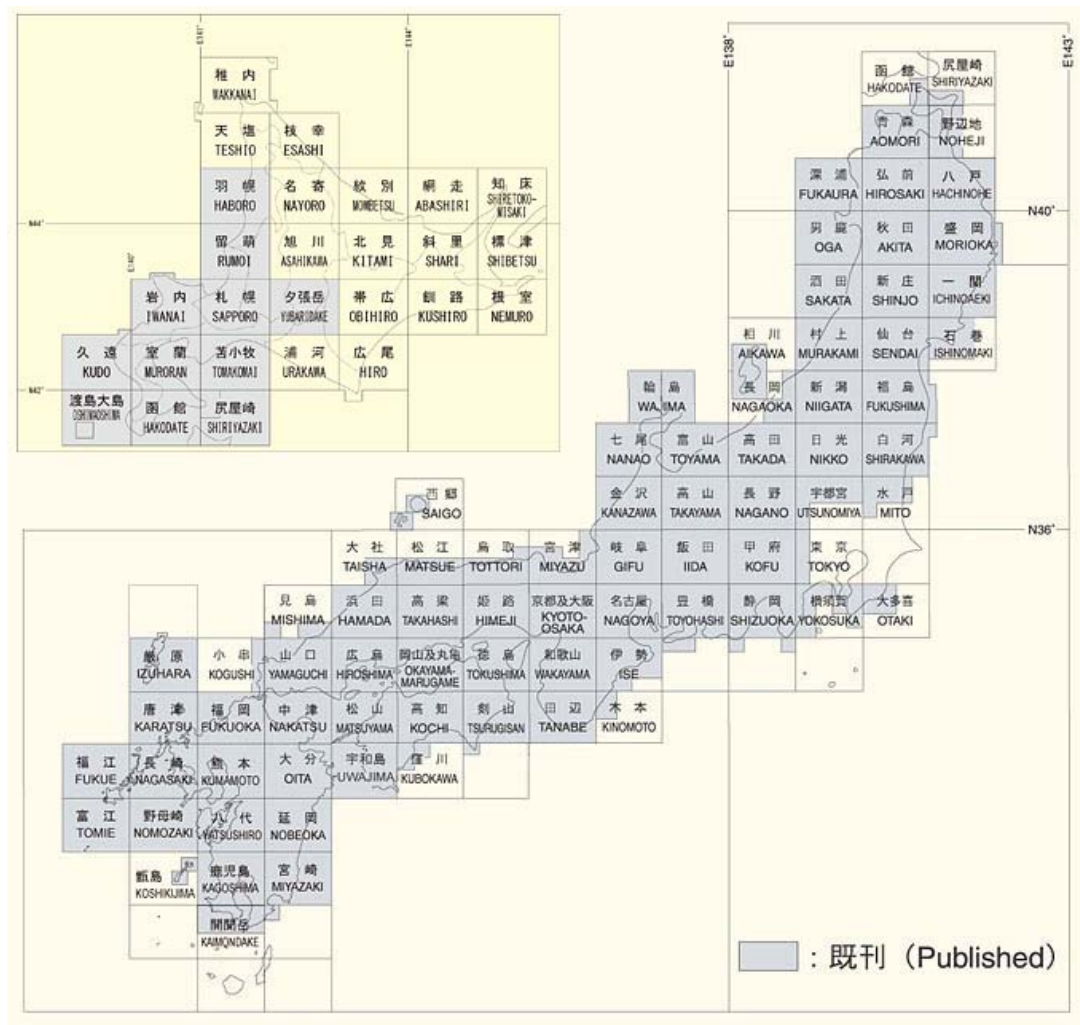 E141°
E144°
稚内
WAKKANAI
天塩
TESHIO
枝幸
ESASHI
羽幌
HABORO
名寄
NAYORO
紋別
MOMBETSU
網走
ABASHIRI
知床
SHIRETOKO-
MISAKI
N44°
留萌
RUMOI
旭川
ASAHIKAWA
北見
KITAMI
斜里
SHARI
標津
SHIBETSU
E140°
岩内
IWANAI
札幌
SAPPORO
夕張岳
YUBARIDAKE
帯広
OBIHIRO
釧路
KUSHIRO
根室
NEMURO
久遠
KUDO
室蘭
MURORAN
苫小牧
TOMAKOMAI
浦河
URAKAWA
広尾
HIRO
N42°
渡島大島
OSHIMAOSHIMA
函館
HAKODATE
尻屋崎
SHIRIYAZAKI
E138°
E143°
函館
HAKODATE
尻屋崎
SHIRIYAZAKI
青森
AOMORI
野辺地
NOHEJI
深浦
FUKAURA
弘前
HIROSAKI
八戸
HACHINOHE
N40°
男鹿
OGA
秋田
AKITA
盛岡
MORIOKA
酒田
SAKATA
新庄
SHINJO
一関
ICHINOAEKI
相川
AIKAWA
村上
MURAKAMI
仙台
SENDAI
石巻
ISHINOMAKI
輪島
WAJIMA
長岡
NAGAOKA
新潟
NIIGATA
福島
FUKUSHIMA
七尾
NANAO
富山
TOYAMA
高田
TAKADA
日光
NIKKO
白河
SHIRAKAWA
西郷
SAIGO
金沢
KANAZAWA
高山
TAKAYAMA
長野
NAGANO
宇都宮
UTSUNOMIYA
水戸
MITO
N36°
大社
TAISHA
松江
MATSUE
鳥取
TOTTORI
宮津
MIYAZU
岐阜
GIFU
飯田
IIDA
甲府
KOFU
東京
TOKYO
見島
MISHIMA
浜田
HAMADA
高梁
TAKAHASHI
姫路
HIMEJI
京都及大阪
KYOTO-
OSAKA
名古屋
NAGOYA
豊橋
TOYOHASHI
静岡
SHIZUOKA
横須賀
YOKOSUKA
大多喜
OTAKI
厳原
IZUHARA
小串
KOGUSHI
山口
YAMAGUCHI
広島
HIROSHIMA
岡山及丸亀
OKAYAMA-
MARUGAME
徳島
TOKUSHIMA
和歌山
WAKAYAMA
伊勢
ISE
唐津
KARATSU
福岡
FUKUOKA
中津
NAKATSU
松山
MATSUYAMA
高知
KOCHI
剣山
TSURUGISAN
田辺
TANABE
木本
KINOMOTO
福江
FUKUE
長崎
NAGASAKI
熊本
KUMAMOTO
大分
OITA
宇和島
UWAJIMA
窪川
KUBOKAWA
富江
TOMIE
野母崎
NOMOZAKI
八代
YATSUSHIRO
延岡
NOBEOKA
甑島
KOSHIKIJIMA
鹿児島
KAGOSHIMA
宮崎
MIYAZAKI
開聞岳
KAIMONDAKE
：既刊（Published）